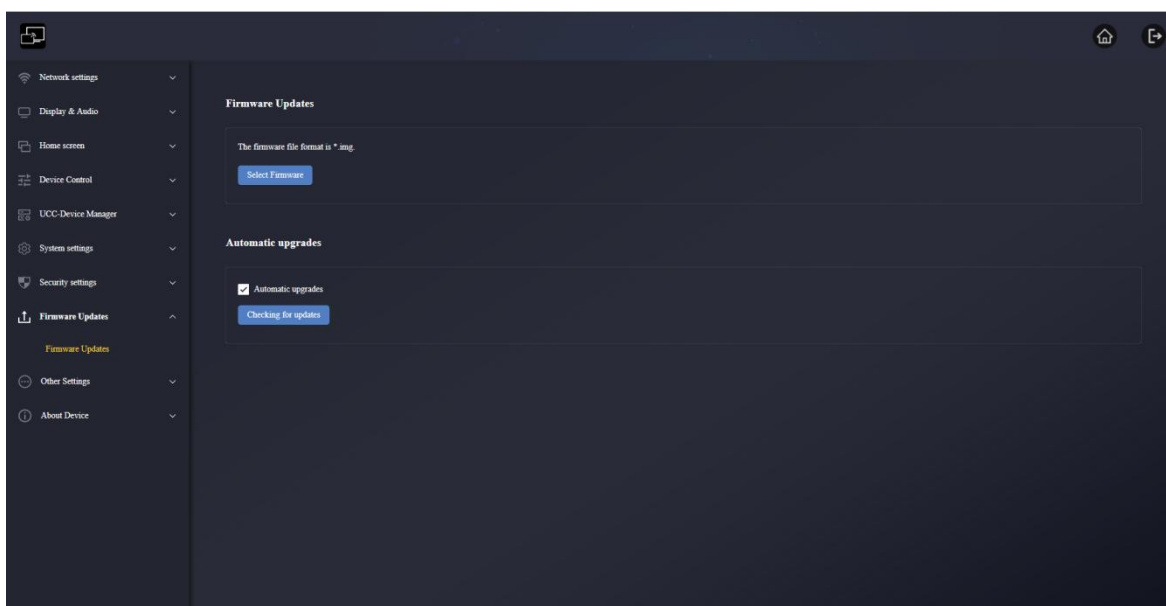 Network settings
Display & Audio
Home screen
Device Control
UCC-Device Manager
System settings
Security settings
Firmware Updates
Firmware Updates
Other Settings
About Device
Firmware Updates
The firmware file format is *.img.
Select Firmware
Automatic upgrades
Automatic upgrades
Checking for updates